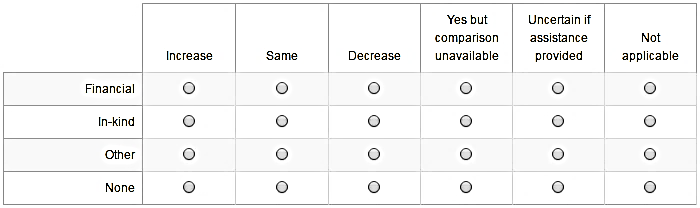 Increase
Same
Decrease
Yes but
comparison
unavailable
Uncertain if
assistance
provided
Not
applicable
Financial
In-kind
Other
None